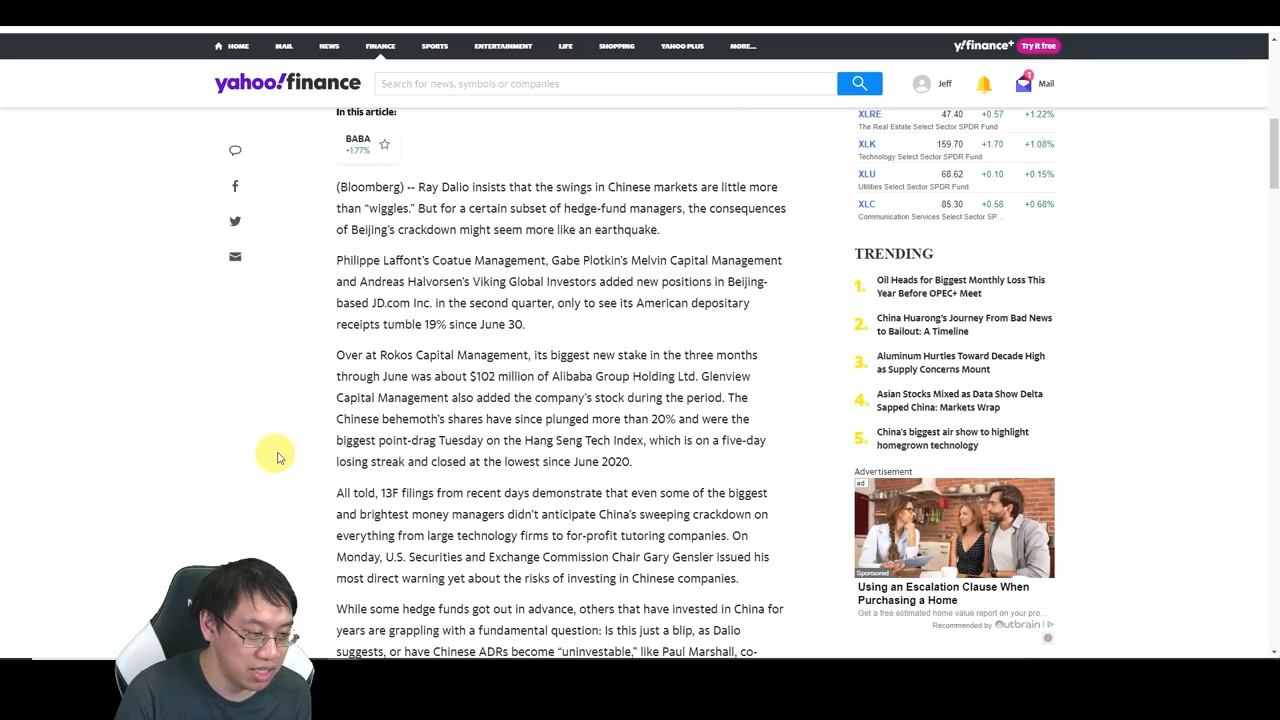 HOME MAIL NEWS FINANCE SPORTS ENTERTAINMENT LIFE SHOPPING YAHOO PLUS MORE... y!finance+ Try it free
yahoo!finance Search for news, symbols or companies Jeff 1 Mail
In this article:
BABA
+1.77%
(Bloomberg) -- Ray Dalio insists that the swings in Chinese markets are little more
than “wiggles.” But for a certain subset of hedge-fund managers, the consequences
of Beijing’s crackdown might seem more like an earthquake.
Philippe Laffont’s Coatue Management, Gabe Plotkin’s Melvin Capital Management
and Andreas Halvorsen’s Viking Global Investors added new positions in Beijing-
based JD.com Inc. in the second quarter, only to see its American depositary
receipts tumble 19% since June 30.
Over at Rokos Capital Management, its biggest new stake in the three months
through June was about $102 million of Alibaba Group Holding Ltd. Glenview
Capital Management also added the company’s stock during the period. The
Chinese behemoth’s shares have since plunged more than 20% and were the
biggest point-drag Tuesday on the Hang Seng Tech Index, which is on a five-day
losing streak and closed at the lowest since June 2020.
All told, 13F filings from recent days demonstrate that even some of the biggest
and brightest money managers didn’t anticipate China’s sweeping crackdown on
everything from large technology firms to for-profit tutoring companies. On
Monday, U.S. Securities and Exchange Commission Chair Gary Gensler issued his
most direct warning yet about the risks of investing in Chinese companies.
While some hedge funds got out in advance, others that have invested in China for
years are grappling with a fundamental question: Is this just a blip, as Dalio
suggests, or have Chinese ADRs become “uninvestable,” like Paul Marshall, co-
XLRE 47.40 +0.57 +1.22%
The Real Estate Select Sector SPDR Fund
XLK 159.70 +1.70 +1.08%
Technology Select Sector SPDR Fund
XLU 68.62 +0.10 +0.15%
Utilities Select Sector SPDR Fund
XLC 85.30 +0.58 +0.68%
Communication Services Select Sector SP...
TRENDING
1. Oil Heads for Biggest Monthly Loss This
Year Before OPEC+ Meet
2. China Huarong’s Journey From Bad News
to Bailout: A Timeline
3. Aluminum Hurtles Toward Decade High
as Supply Concerns Mount
4. Asian Stocks Mixed as Data Show Delta
Sapped China: Markets Wrap
5. China's biggest air show to highlight
homegrown technology
Advertisement
ad
Sponsored
Using an Escalation Clause When
Purchasing a Home
Get a free estimated home value report on your pro...
Recommended by Outbrain